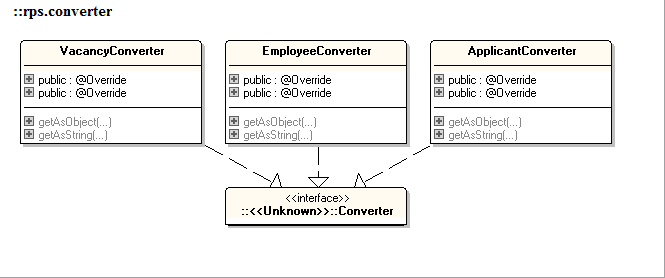 ::rps.converter
VacancyConverter
public : @Override
public : @Override
getAsObject(...)
getAsString(...)
EmployeeConverter
public : @Override
public : @Override
getAsObject(...)
getAsString(...)
ApplicantConverter
public : @Override
public : @Override
getAsObject(...)
getAsString(...)
<<interface>>
::<<Unknown>>::Converter